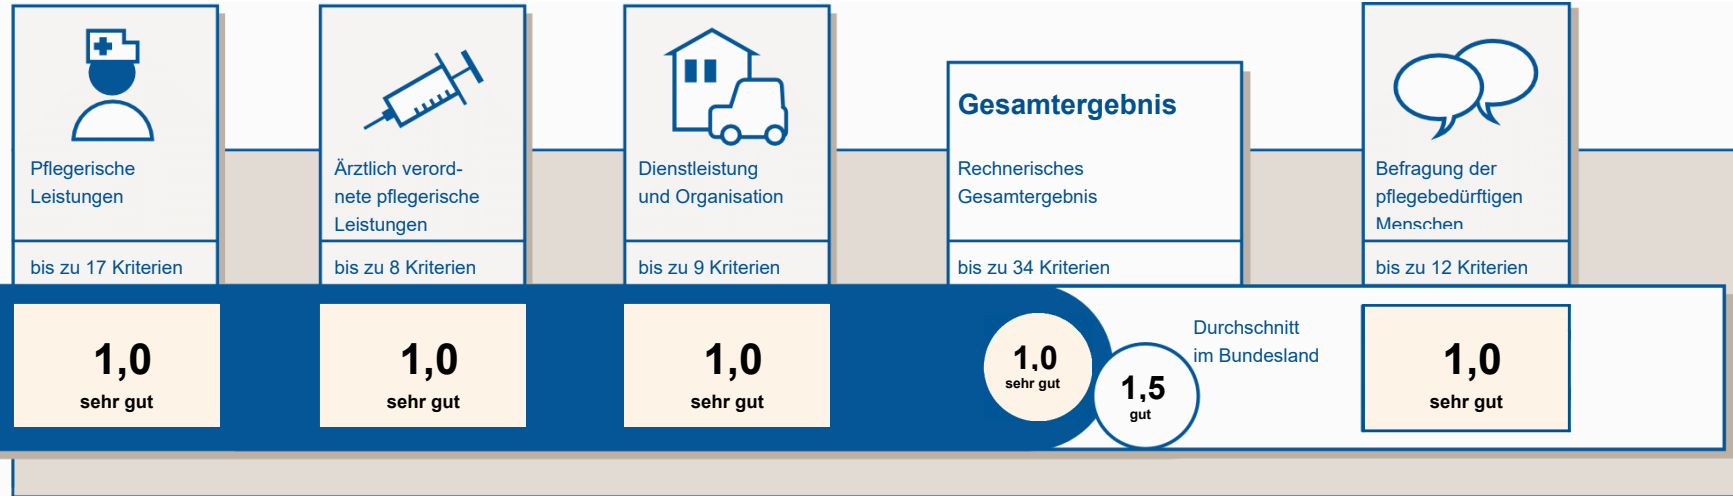 Pflegerische
Leistungen
bis zu 17 Kriterien
1,0
sehr gut
Ärztlich verord-
nete pflegerische
Leistungen
bis zu 8 Kriterien
1,0
sehr gut
Dienstleistung
und Organisation
bis zu 9 Kriterien
1,0
sehr gut
Gesamtergebnis
Rechnerisches
Gesamtergebnis
bis zu 34 Kriterien
1,0
sehr gut
1,5
gut
Durchschnitt
im Bundesland
Befragung der
pflegebedürftigen
Menschen
bis zu 12 Kriterien
1,0
sehr gut